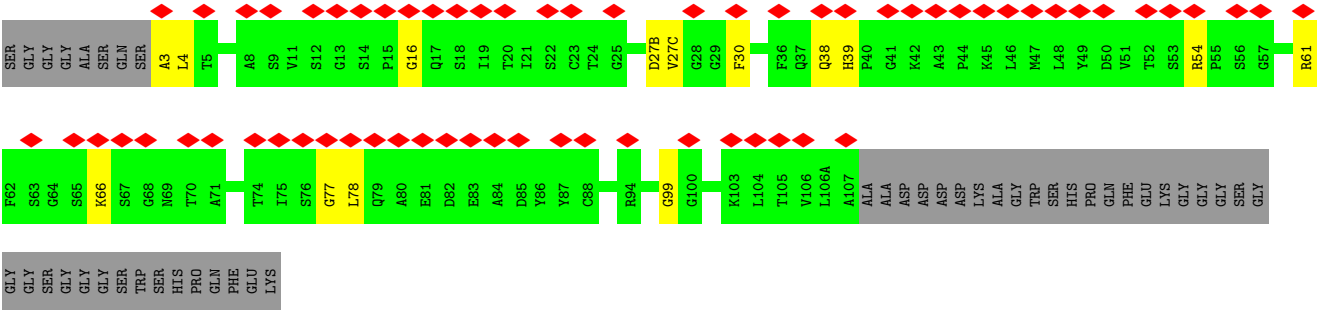 SER GLY GLY GLY ALA SER GLN SER A3 L4 T5 A8 S9 V11 S12 G13 S14 P15 G16 Q17 S18 I19 T20 I21 S22 C23 T24 G25 D27B V27C G28 G29 F30 F36 Q37 Q38 H39 P40 G41 K42 A43 P44 K45 L46 M47 L48 Y49 D50 V51 T52 S53 R54 P55 S56 G57 R61
F62 S63 G64 S65 K66 S67 G68 N69 T70 A71 T74 I75 S76 G77 L78 Q79 A80 E81 D82 E83 A84 D85 Y86 Y87 C88 R94 G99 G100 K103 L104 T105 V106 L106A A107 ALA ALA ASP ASP ASP ASP LYS ALA GLY TRP SER HIS PRO GLN PHE GLU LYS GLY GLY GLY SER GLY
GLY GLY SER GLY GLY GLY SER TRP SER HIS PRO GLN PHE GLU LYS